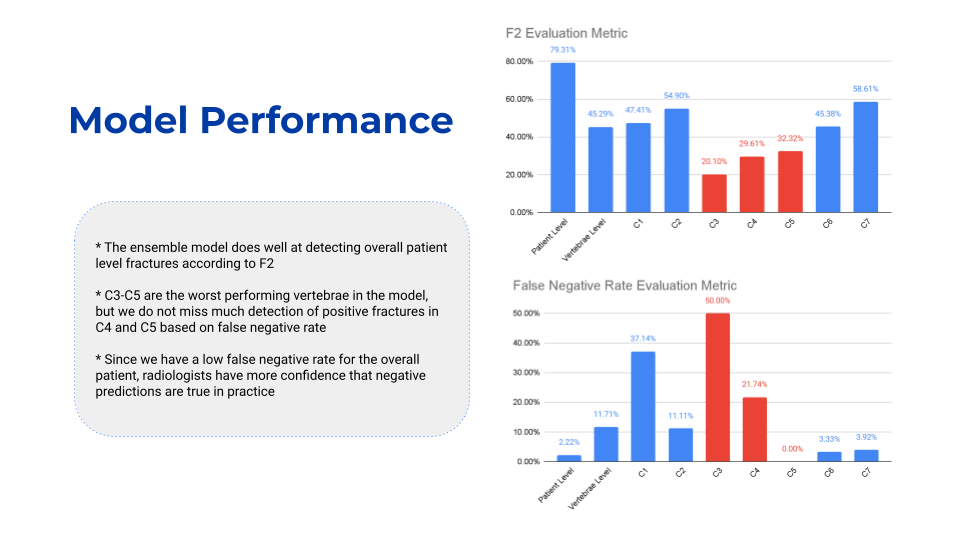 Model Performance
* The ensemble model does well at detecting overall patient
level fractures according to F2
* C3-C5 are the worst performing vertebrae in the model,
but we do not miss much detection of positive fractures in
C4 and C5 based on false negative rate
* Since we have a low false negative rate for the overall
patient, radiologists have more confidence that negative
predictions are true in practice
F2 Evaluation Metric
80.00%
60.00%
40.00%
20.00%
0.00%
79.31%
45.29%
47.41%
54.90%
20.10%
29.61%
32.32%
45.38%
58.61%
Patient Level
Vertebrae Level
C1
C2
C3
C4
C5
C6
C7
False Negative Rate Evaluation Metric
50.00%
40.00%
30.00%
20.00%
10.00%
0.00%
2.22%
11.71%
37.14%
11.11%
50.00%
21.74%
0.00%
3.33%
3.92%
Patient Level
Vertebrae Level
C1
C2
C3
C4
C5
C6
C7